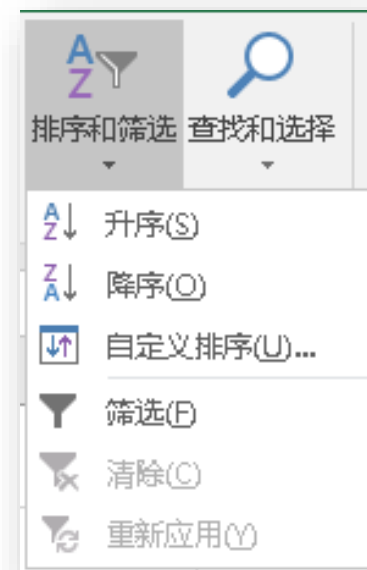 排序和筛选 查找和选择
升序(S)
降序(O)
自定义排序(U)...
筛选(F)
清除(C)
重新应用(Y)